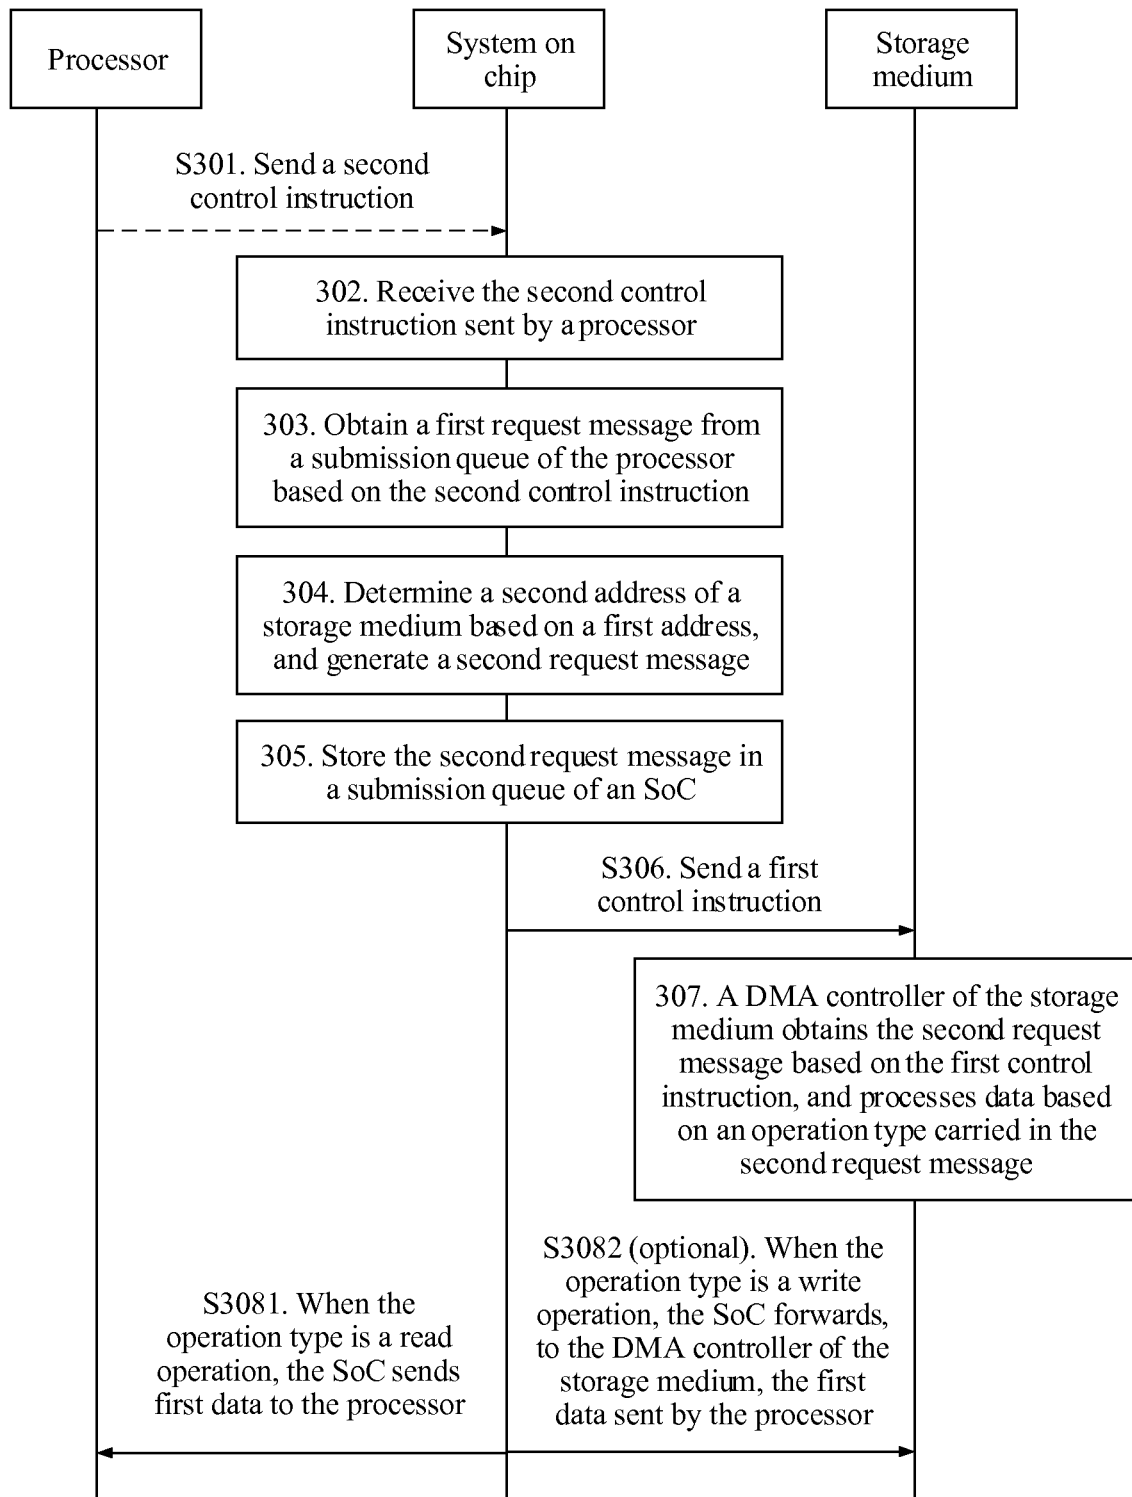 Processor
System on
chip
Storage
medium
S301. Send a second
control instruction
302. Receive the second control
instruction sent by a processor
303. Obtain a first request message from
a submission queue of the processor
based on the second control instruction
304. Determine a second address of a
storage medium based on a first address,
and generate a second request message
305. Store the second request message in
a submission queue of an SoC
S306. Send a first
control instruction
307. A DMA controller of the storage
medium obtains the second request
message based on the first control
instruction, and processes data based
on an operation type carried in the
second request message
S3081. When the
operation type is a read
operation, the SoC sends
first data to the processor
S3082 (optional). When the
operation type is a write
operation, the SoC forwards,
to the DMA controller of the
storage medium, the first
data sent by the processor